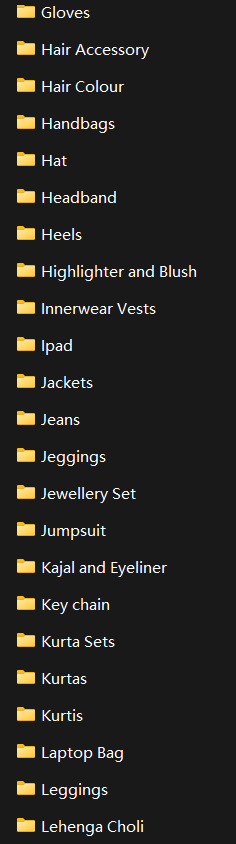 Gloves
Hair Accessory
Hair Colour
Handbags
Hat
Headband
Heels
Highlighter and Blush
Innerwear Vests
Ipad
Jackets
Jeans
Jeggings
Jewellery Set
Jumpsuit
Kajal and Eyeliner
Key chain
Kurta Sets
Kurtas
Kurtis
Laptop Bag
Leggings
Lehenga Choli